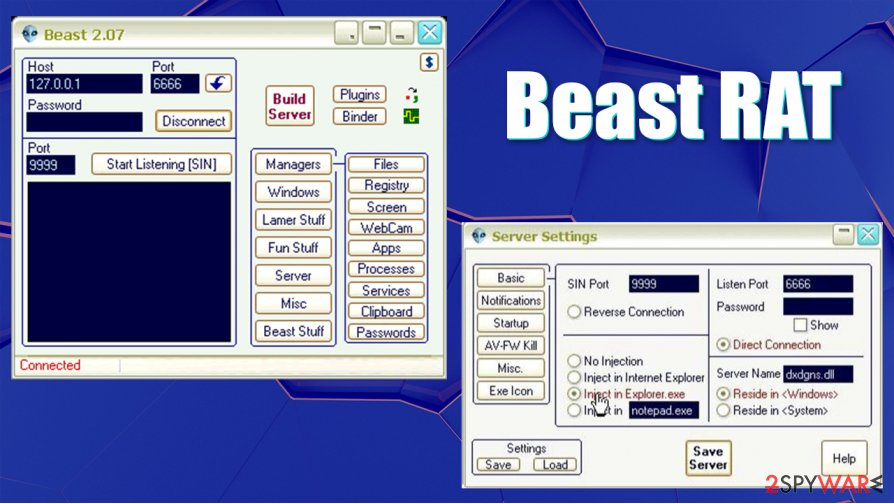 Beast 2.07
Host
Port
127.0.0.1
6666
Password
Disconnect
Port
9999
Start Listening [SIN]
$
Build
Server
Plugins
Binder
Managers
Windows
Lamer Stuff
Fun Stuff
Server
Misc
Beast Stuff
Files
Registry
Screen
WebCam
Apps
Processes
Services
Clipboard
Passwords
Connected
Beast RAT
Server Settings
Basic
Notifications
Startup
AV-FW Kill
Misc.
Exe Icon
SIN Port
9999
Reverse Connection
No Injection
Inject in Internet Explorer
Inject in Explorer.exe
in
notepad.exe
Listen Port
6666
Password
Show
Direct Connection
Server Name
dxdgns.dll
Reside in <Windows>
Reside in <System>
Settings
Save
Load
Save
Server
Help
2SPYWARE